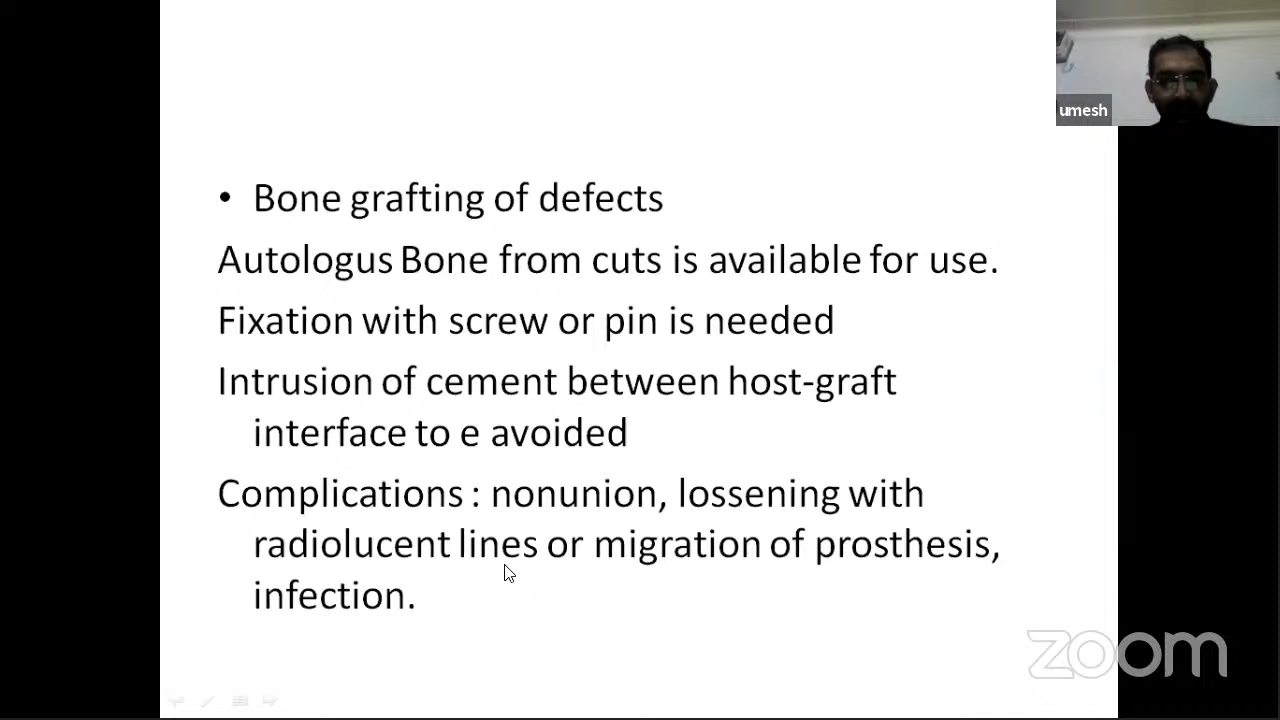 umesh
• Bone grafting of defects
Autologus Bone from cuts is available for use.
Fixation with screw or pin is needed
Intrusion of cement between host-graft
interface to e avoided
Complications : nonunion, lossening with
radiolucent lines or migration of prosthesis,
infection.
zoom